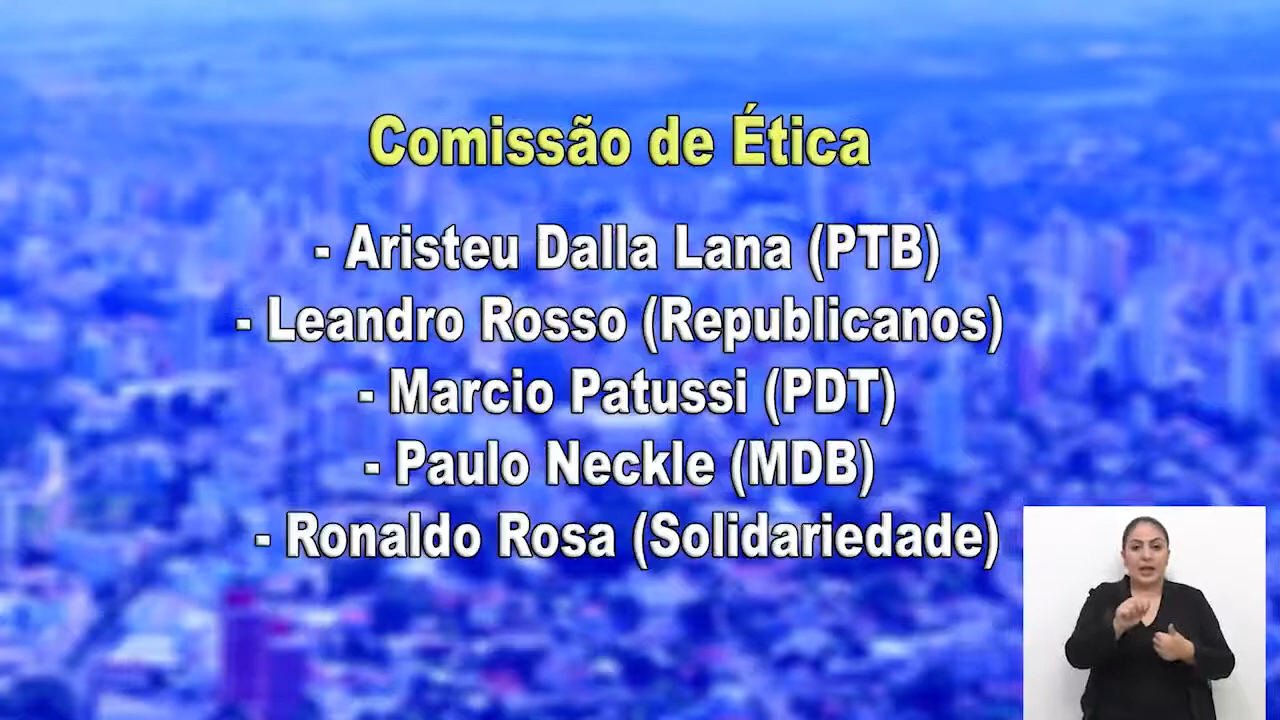 Comissão de Ética
- Aristeu Dalla Lana (PTB)
- Leandro Rosso (Republicanos)
- Marcio Patussi (PDT)
- Paulo Neckle (MDB)
- Ronaldo Rosa (Solidariedade)